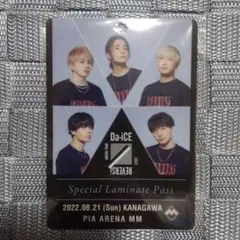 Da-iCE
REVERSi
Special Laminate Pass
2022.08.21 (Sun) KANAGAWA
PIA ARENA MM